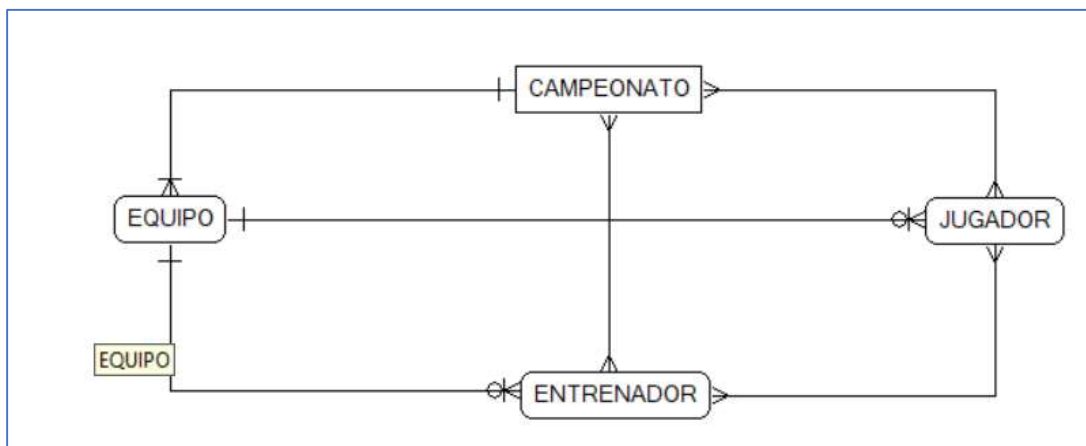 CAMPEONATO
EQUIPO
JUGADOR
EQUIPO
ENTRENADOR